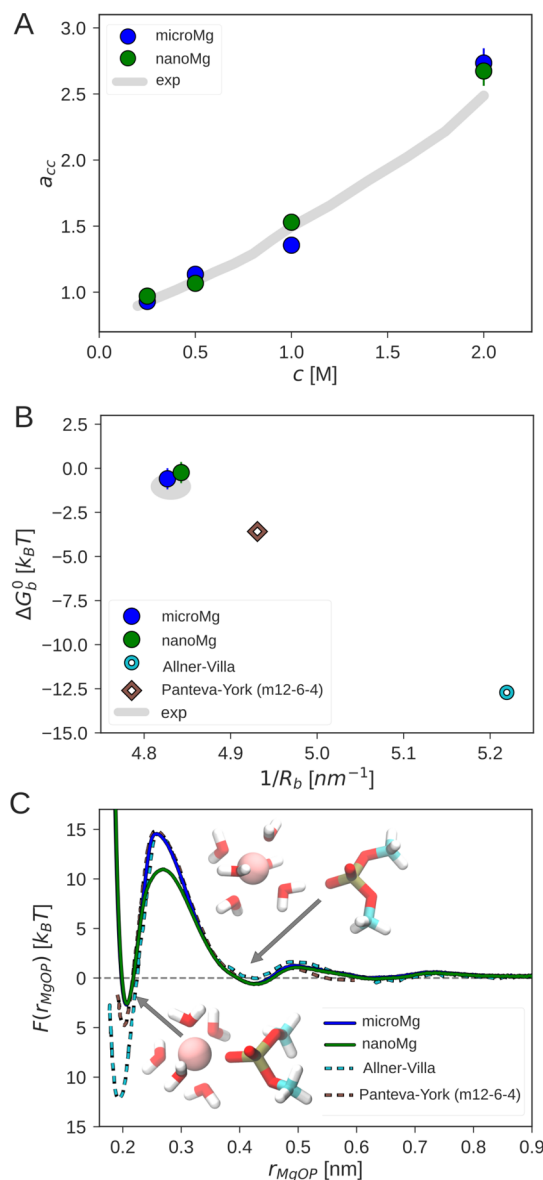 A
3.0
microMg
nanoMg
exp
2.5
2.0
1.5
1.0
a_cc
0.0 0.5 1.0 1.5 2.0
c [M]
B
2.5
0.0
−2.5
−5.0
−7.5
−10.0
−12.5
−15.0
ΔG_b^0 [k_BT]
microMg
nanoMg
Allner-Villa
Panteva-York (m12-6-4)
exp
4.8 4.9 5.0 5.1 5.2
1/R_b [nm^−1]
C
15
10
5
0
5
10
15
F(r_MgOP) [k_BT]
microMg
nanoMg
Allner-Villa
Panteva-York (m12-6-4)
0.2 0.3 0.4 0.5 0.6 0.7 0.8 0.9
r_MgOP [nm]